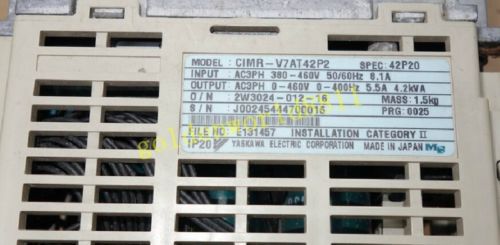 MODEL : CIMR-V7AT42P2 SPEC: 42P20
INPUT : AC3PH 380-460V 50/60Hz 8.1A
OUTPUT : AC3PH 0-460V 0-400Hz 5.5A 4.2kVA
O / N : 2W3024-012-16 MASS: 1.5kg
S / N : PRG: 0025
FILE NO : E131457 INSTALLATION CATEGORY II
IP20 YASKAWA ELECTRIC CORPORATION MADE IN JAPAN